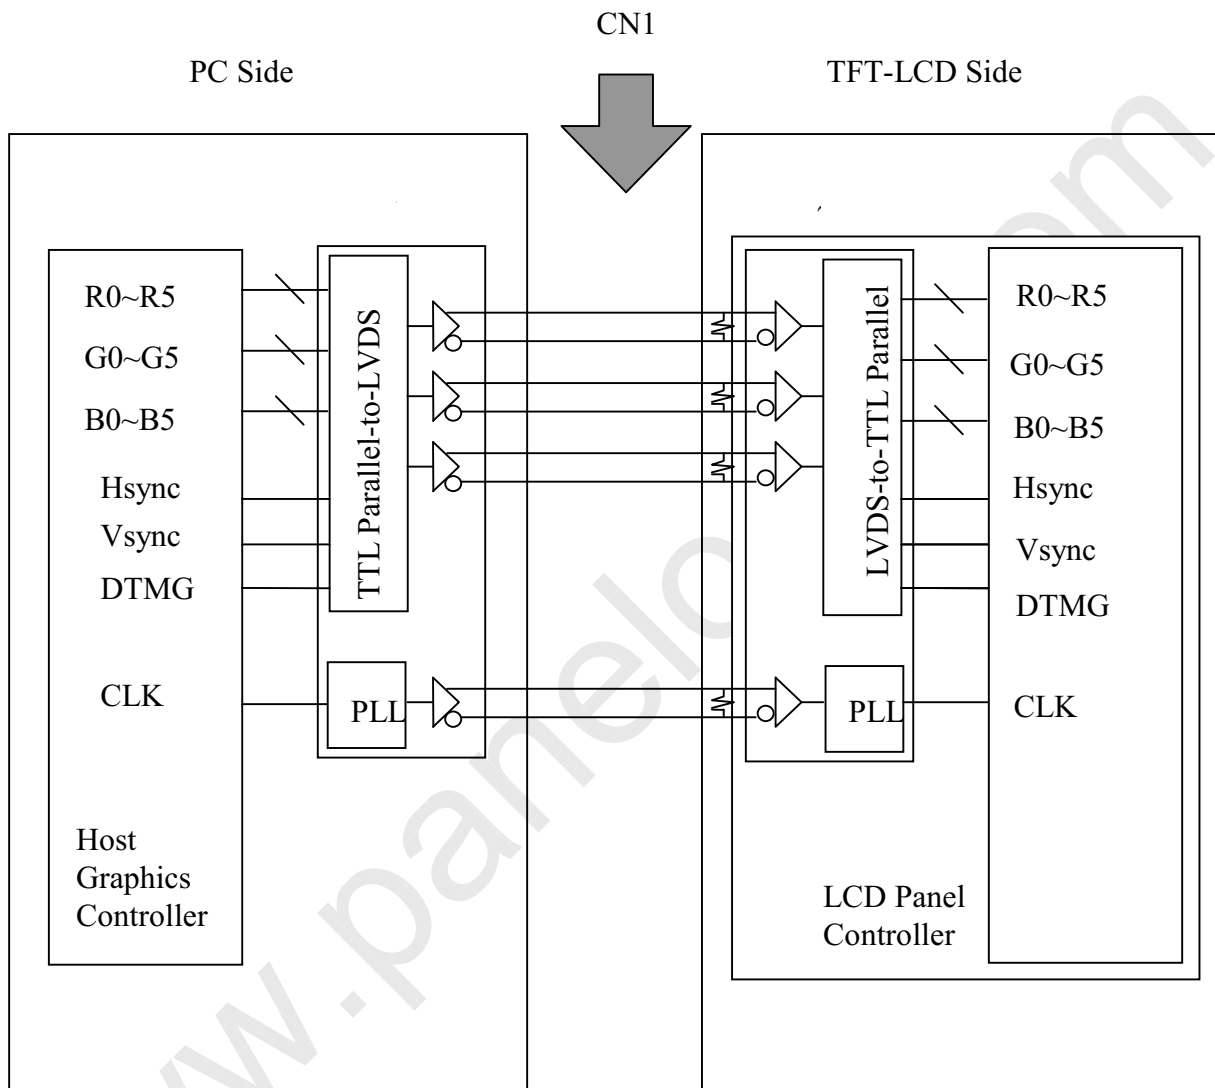 CN1
PC Side
TFT-LCD Side
R0~R5
G0~G5
B0~B5
Hsync
Vsync
DTMG
CLK
Host
Graphics
Controller
TTL Parallel-to-LVDS
PLL
LVDS-to-TTL Parallel
PLL
R0~R5
G0~G5
B0~B5
Hsync
Vsync
DTMG
CLK
LCD Panel
Controller